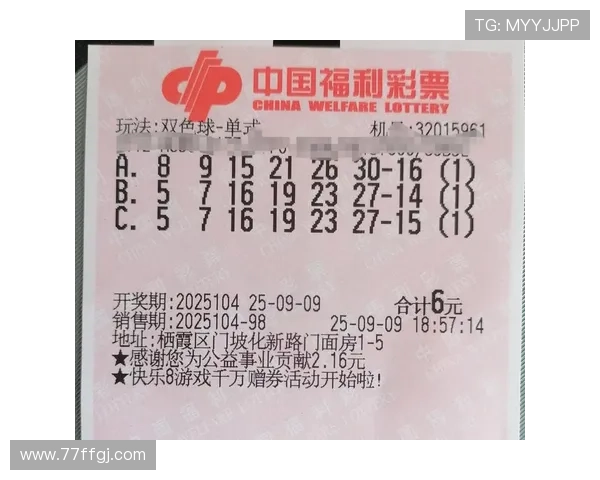 TG: MYYJJPP
中国福利彩票
CHINA WELFARE LOTTERY
玩法:双色球-单式 机号:32015961
A. 8 9 15 21 26 30-16 (1)
B. 5 7 16 19 23 27-14 (1)
C. 5 7 16 19 23 27-15 (1)
开奖期:2025104 25-09-09 合计6元
销售期:2025104-98 25-09-09 18:57:14
地址:栖霞区门坡化新路门面房1-5
★感谢您为公益事业贡献2.16元
★快乐8游戏千万赠券活动开始啦!
www.77ffgj.com